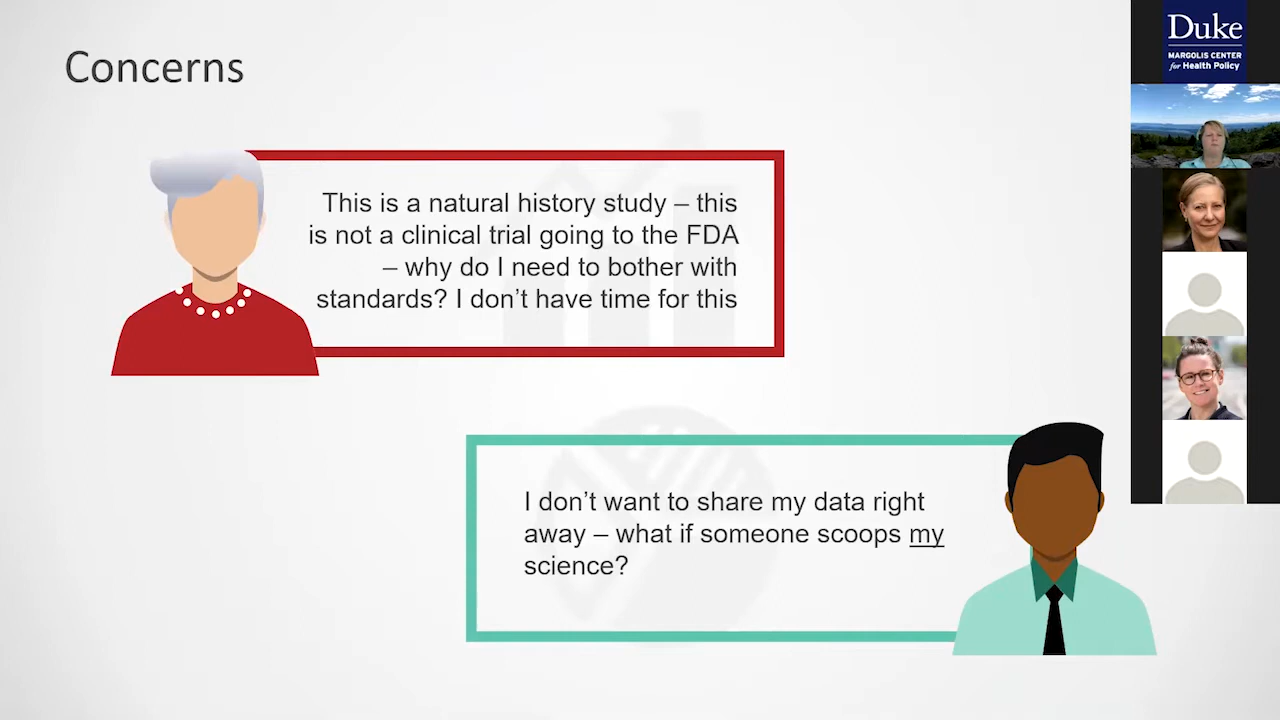 Concerns
This is a natural history study – this
is not a clinical trial going to the FDA
– why do I need to bother with
standards? I don’t have time for this
I don’t want to share my data right
away – what if someone scoops my
science?
Duke
MARGOLIS CENTER
for Health Policy